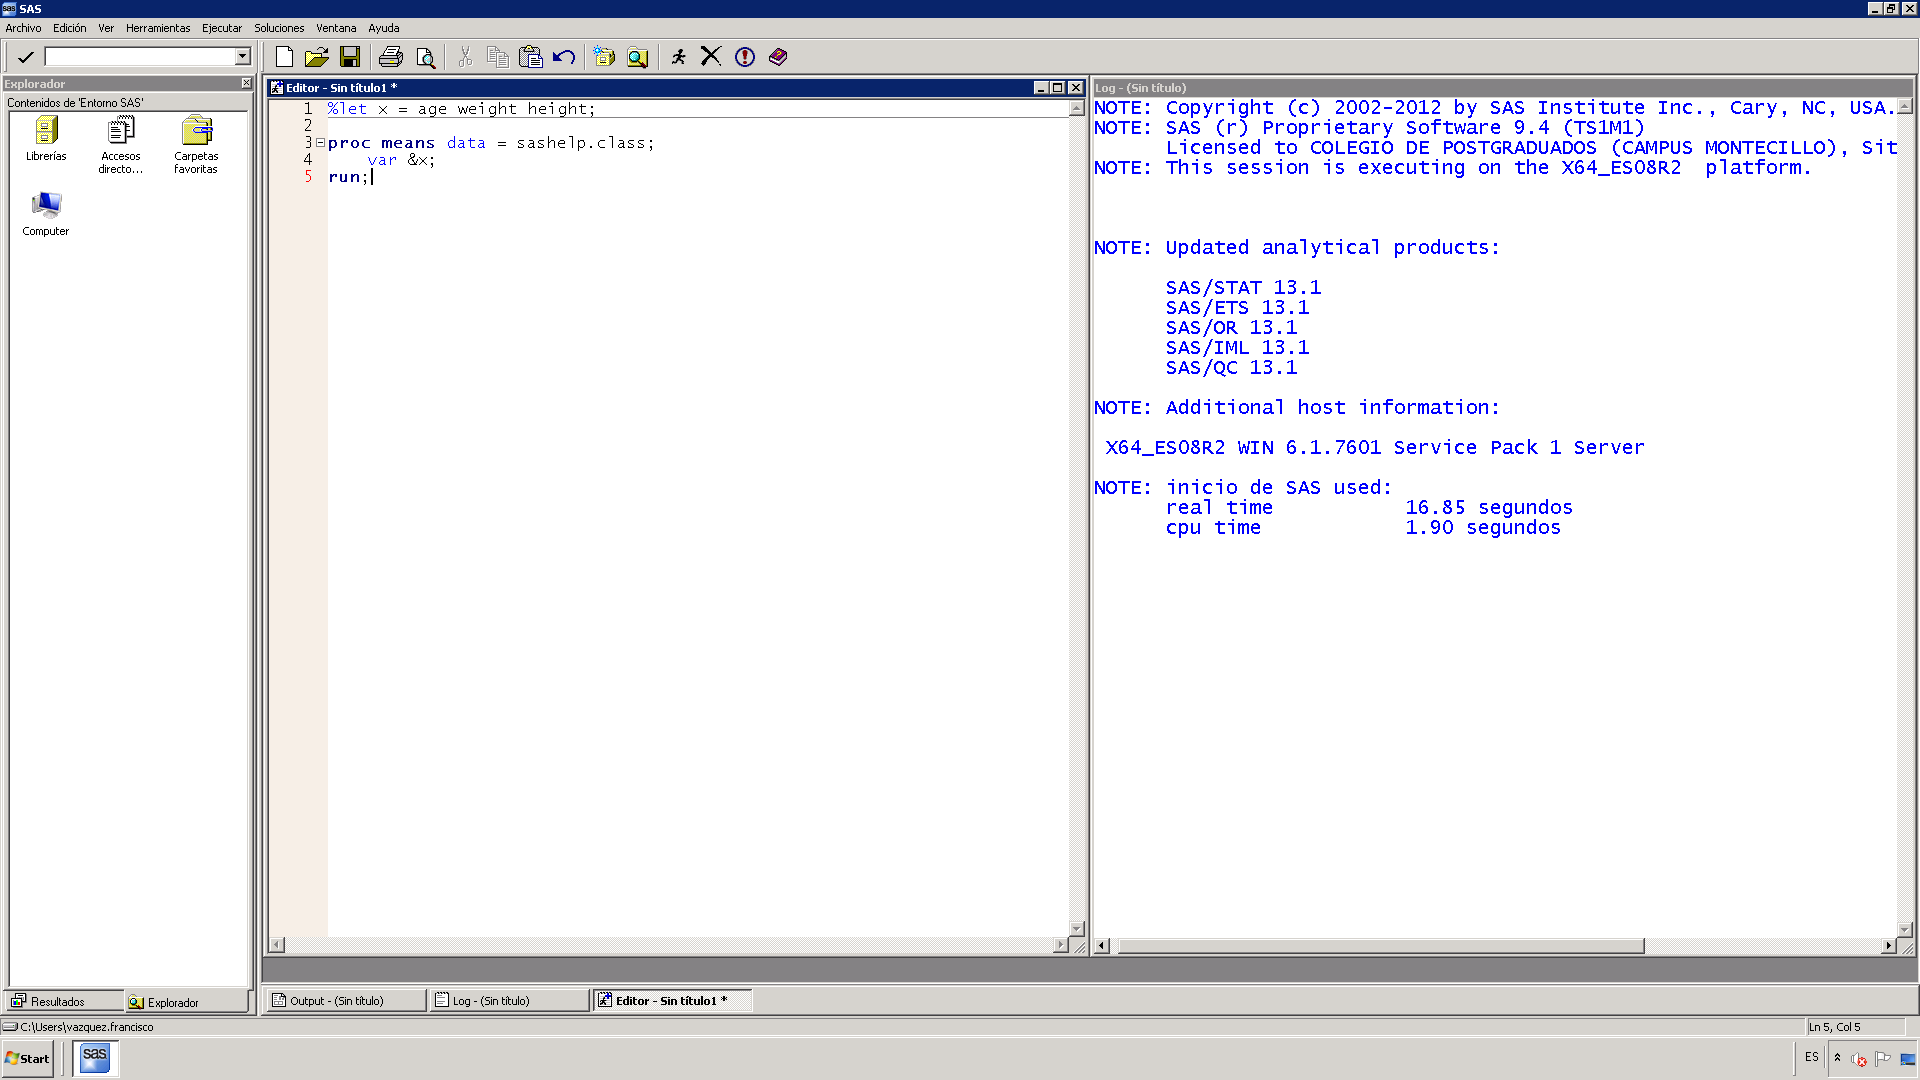 SAS
Archivo Edición Ver Herramientas Ejecutar Soluciones Ventana Ayuda
Explorador
Contenidos de 'Entorno SAS'
Librerías
Accesos directo...
Carpetas favoritas
Computer
Resultados
Explorador
Editor - Sin título1 *
1 %let x = age weight height;
2
3 proc means data = sashelp.class;
4 var &x;
5 run;
Log - (Sin título)
NOTE: Copyright (c) 2002-2012 by SAS Institute Inc., Cary, NC, USA.
NOTE: SAS (r) Proprietary Software 9.4 (TS1M1)
Licensed to COLEGIO DE POSTGRADUADOS (CAMPUS MONTECILLO), Sit
NOTE: This session is executing on the X64_ES08R2 platform.
NOTE: Updated analytical products:
SAS/STAT 13.1
SAS/ETS 13.1
SAS/OR 13.1
SAS/IML 13.1
SAS/QC 13.1
NOTE: Additional host information:
X64_ES08R2 WIN 6.1.7601 Service Pack 1 Server
NOTE: inicio de SAS used:
real time 16.85 segundos
cpu time 1.90 segundos
Output - (Sin título)
Log - (Sin título)
Editor - Sin título1 *
C:\Users\vazquez.francisco
Ln 5, Col 5
Start
sas
ES